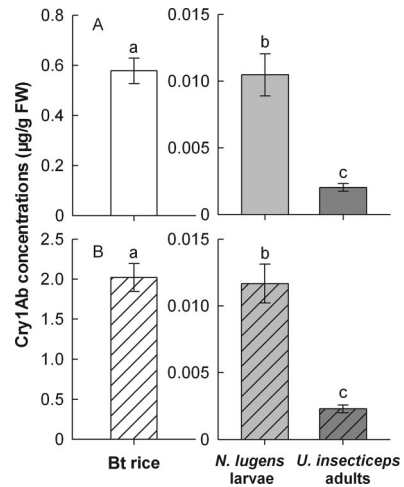 Cry1Ab concentrations (µg/g FW)
A
0.8
0.6
0.4
0.2
0
a
0.015
0.010
0.005
0
b
c
B
2.5
2.0
1.5
1.0
0.5
0
a
0.015
0.010
0.005
0
b
c
Bt rice
N. lugens
larvae
U. insecticeps
adults